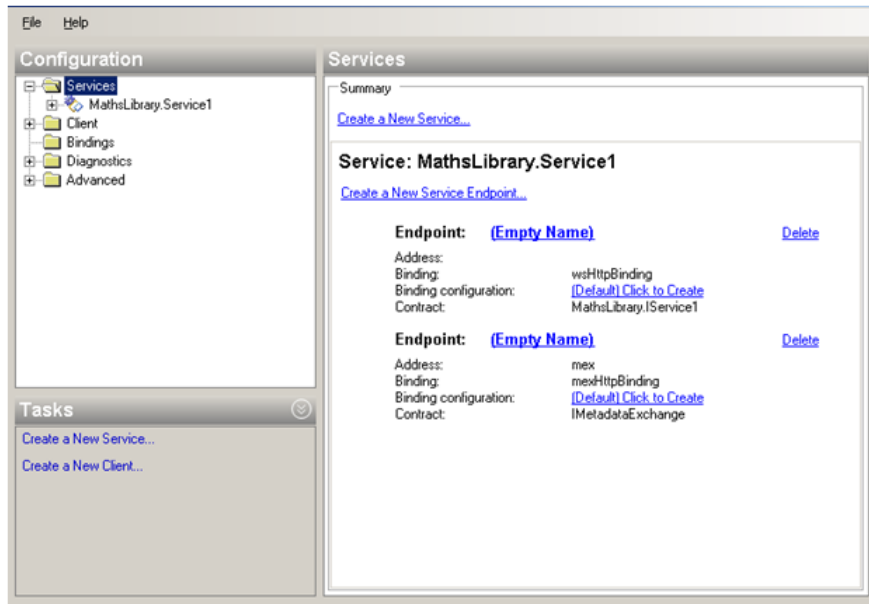 File Help
Configuration
Services
MathsLibrary.Service1
Client
Bindings
Diagnostics
Advanced
Tasks
Create a New Service...
Create a New Client...
Services
Summary
Create a New Service...
Service: MathsLibrary.Service1
Create a New Service Endpoint...
Endpoint: (Empty Name) Delete
Address:
Binding: wsHttpBinding
Binding configuration: (Default) Click to Create
Contract: MathsLibrary.IService1
Endpoint: (Empty Name) Delete
Address: mex
Binding: mexHttpBinding
Binding configuration: (Default) Click to Create
Contract: IMetadataExchange